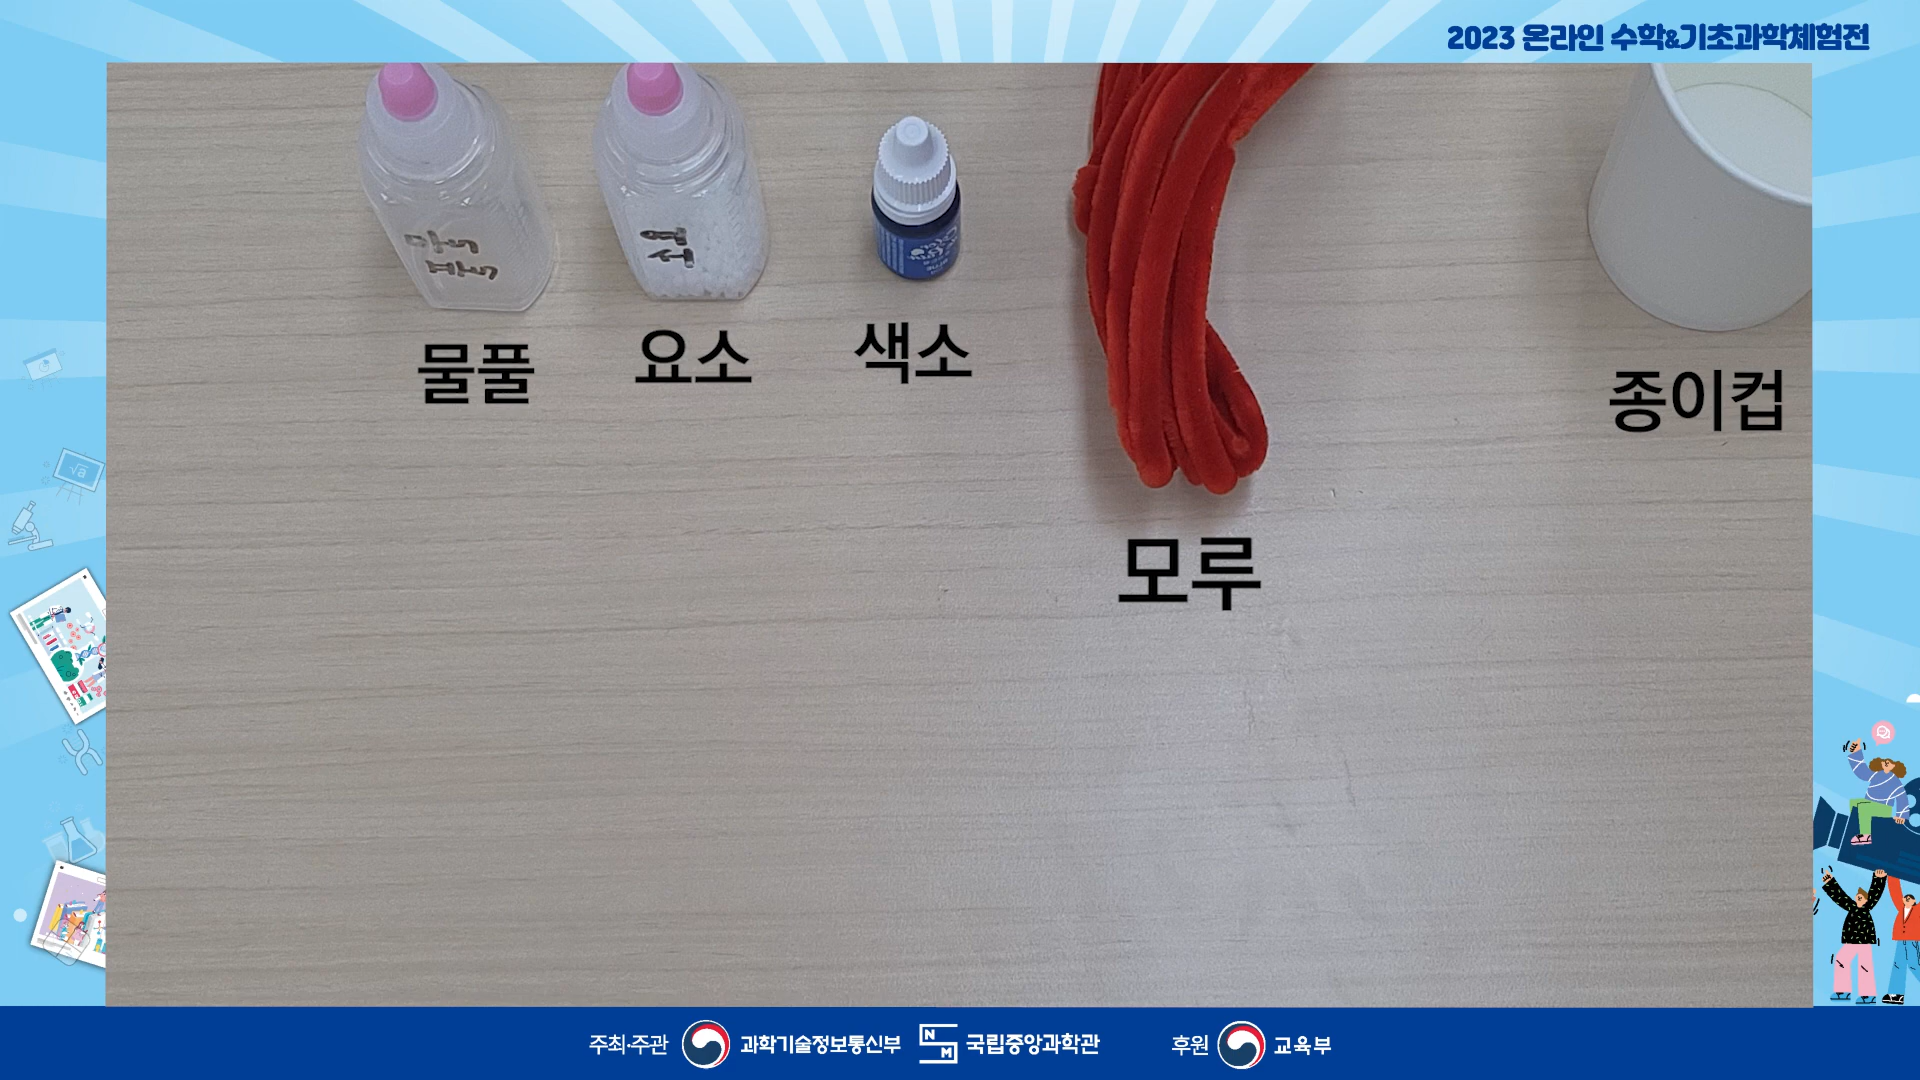 2023 온라인 수학&기초과학체험전
물풀
요소
색소
모루
종이컵
주최·주관 과학기술정보통신부 NSM 국립중앙과학관 후원 교육부